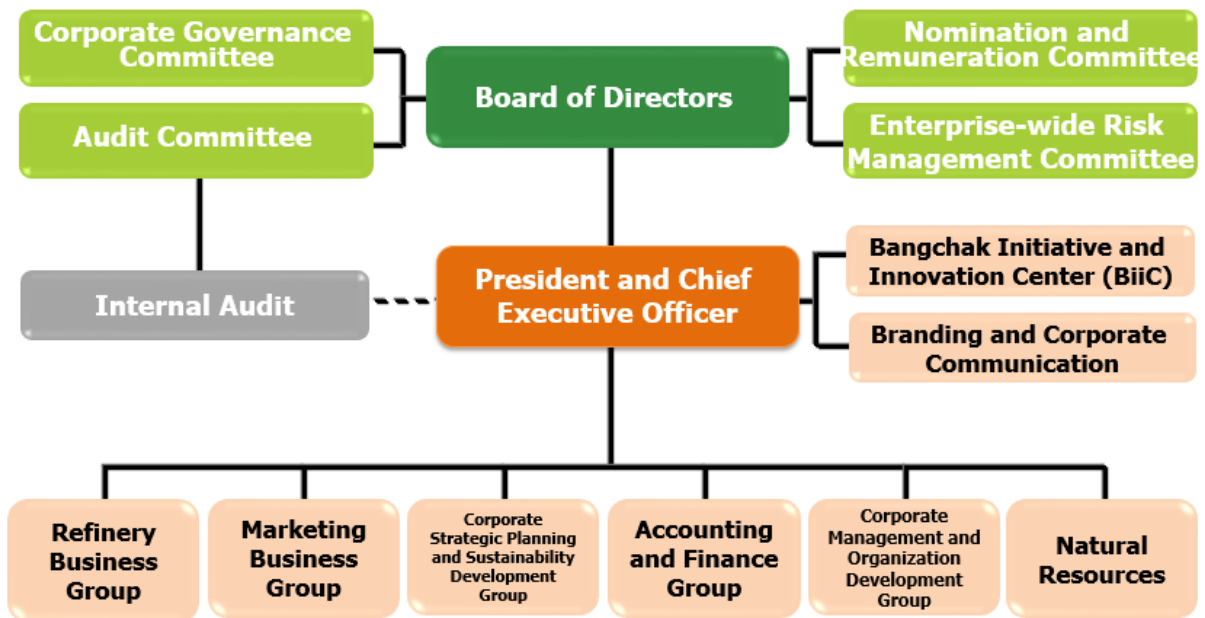 Corporate Governance
Committee
Audit Committee
Board of Directors
Nomination and
Remuneration Committee
Enterprise-wide Risk
Management Committee
Internal Audit
President and Chief
Executive Officer
Bangchak Initiative and
Innovation Center (BiiC)
Branding and Corporate
Communication
Refinery
Business
Group
Marketing
Business
Group
Corporate
Strategic Planning
and Sustainability
Development
Group
Accounting
and Finance
Group
Corporate
Management and
Organization
Development
Group
Natural
Resources